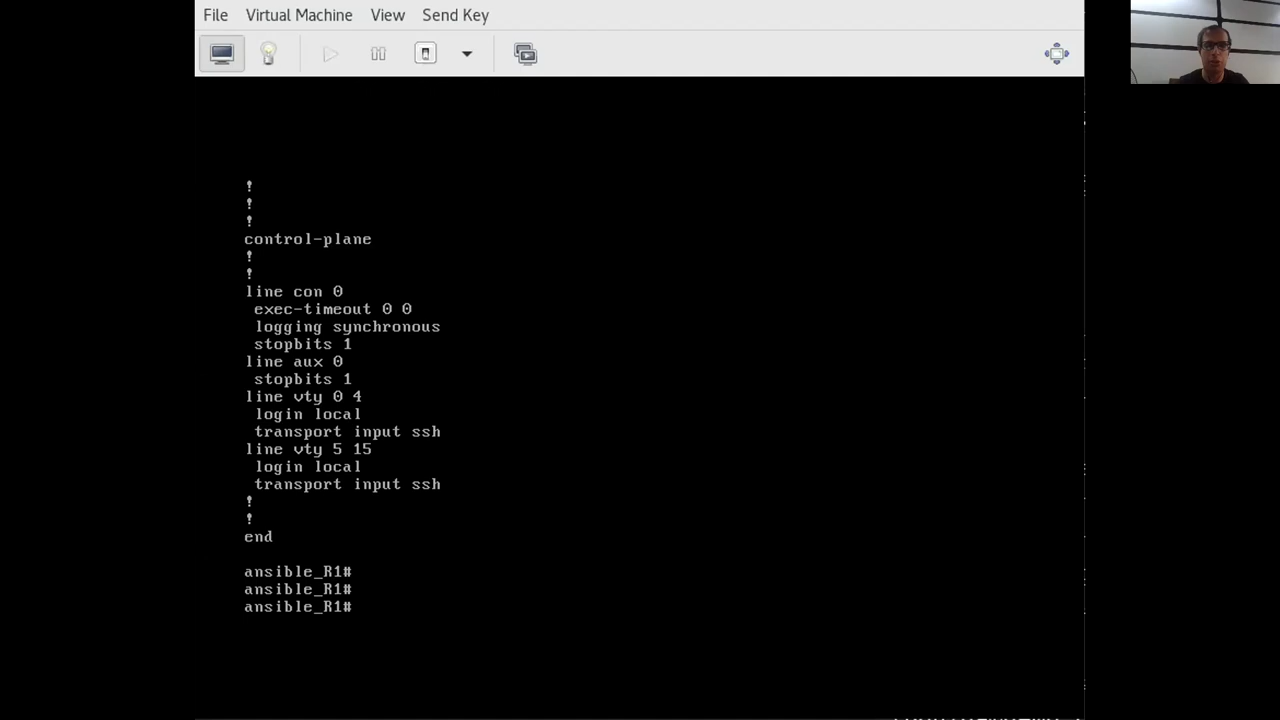 File Virtual Machine View Send Key
!
!
!
control-plane
!
!
line con 0
 exec-timeout 0 0
 logging synchronous
 stopbits 1
line aux 0
 stopbits 1
line vty 0 4
 login local
 transport input ssh
line vty 5 15
 login local
 transport input ssh
!
!
end
ansible_R1#
ansible_R1#
ansible_R1#